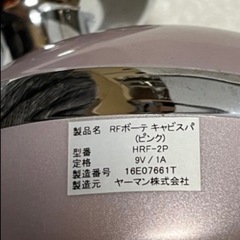 製品名 RFボーテ キャビスパ
(ピンク)
型番 HRF-2P
定格 9V / 1A
製造番号 16E07661T
製造元 ヤーマン株式会社